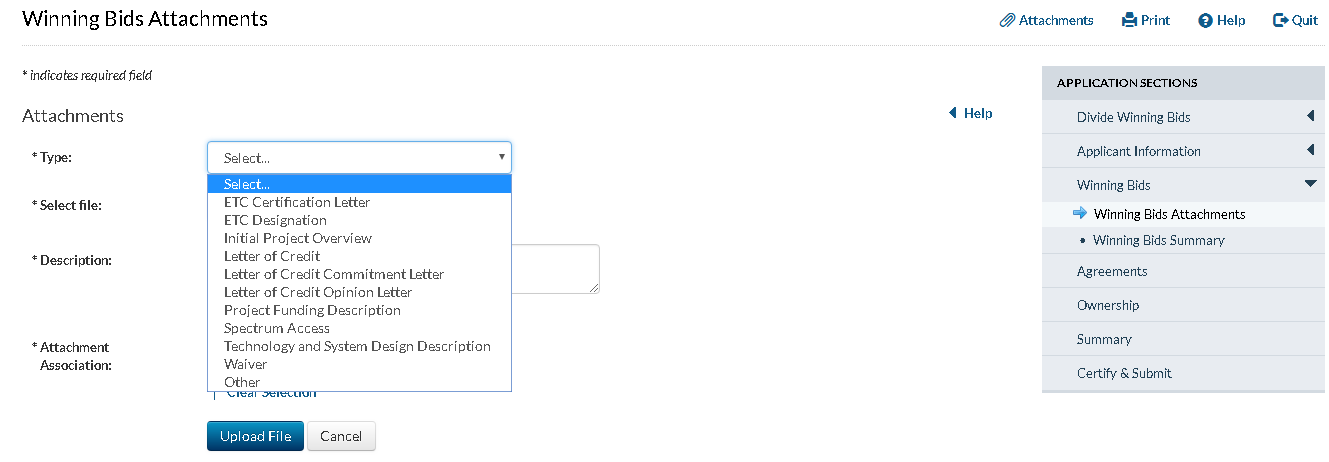 Winning Bids Attachments
Attachments Print Help Quit
* indicates required field
Attachments
Help
* Type:
Select...
Select...
ETC Certification Letter
ETC Designation
Initial Project Overview
Letter of Credit
Letter of Credit Commitment Letter
Letter of Credit Opinion Letter
Project Funding Description
Spectrum Access
Technology and System Design Description
Waiver
Other
* Select file:
* Description:
* Attachment
Association:
Clear Selection
Upload File Cancel
APPLICATION SECTIONS
Divide Winning Bids
Applicant Information
Winning Bids
Winning Bids Attachments
Winning Bids Summary
Agreements
Ownership
Summary
Certify & Submit